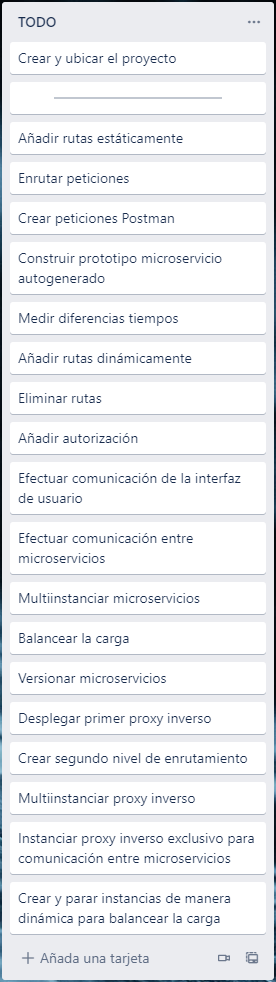 TODO
Crear y ubicar el proyecto
Añadir rutas estáticamente
Enrutar peticiones
Crear peticiones Postman
Construir prototipo microservicio
autogenerado
Medir diferencias tiempos
Añadir rutas dinámicamente
Eliminar rutas
Añadir autorización
Efectuar comunicación de la interfaz
de usuario
Efectuar comunicación entre
microservicios
Multiinstanciar microservicios
Balancear la carga
Versionar microservicios
Desplegar primer proxy inverso
Crear segundo nivel de enrutamiento
Multiinstanciar proxy inverso
Instanciar proxy inverso exclusivo para
comunicación entre microservicios
Crear y parar instancias de manera
dinámica para balancear la carga
Añada una tarjeta